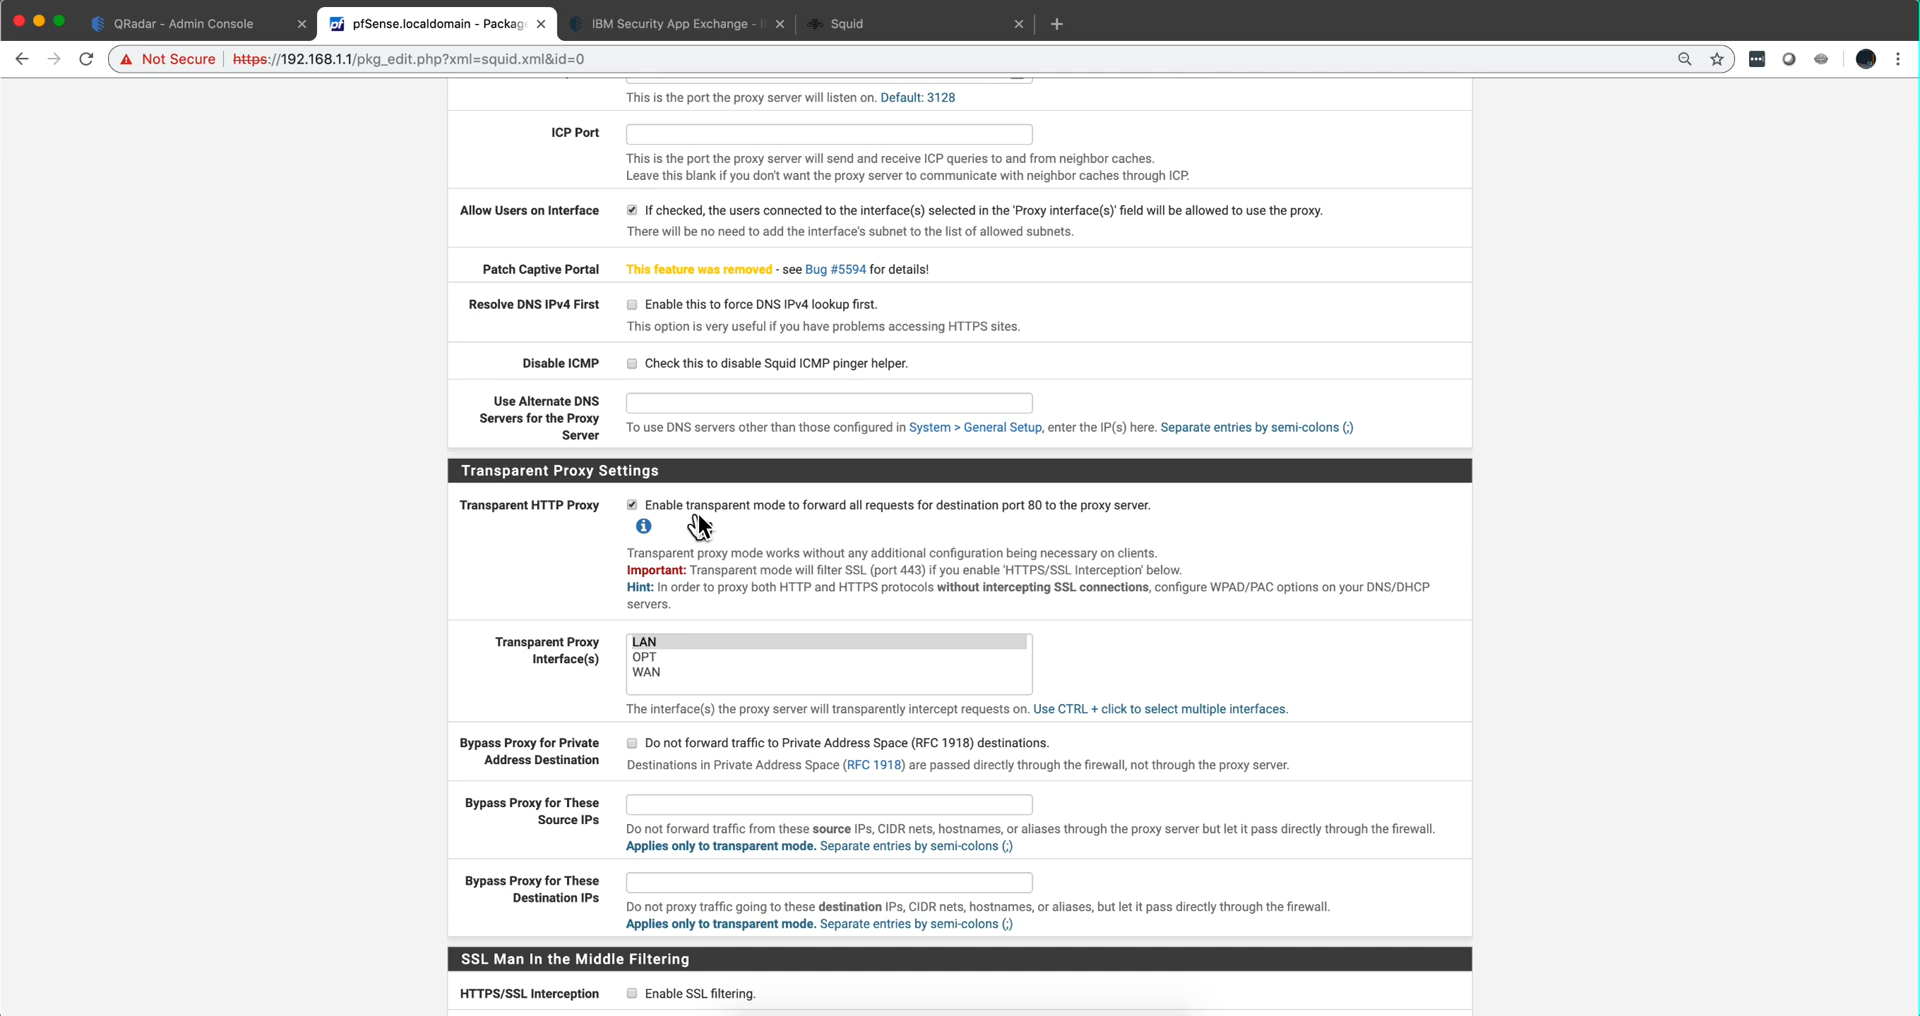 QRadar - Admin Console
pfSense.localdomain - Package
IBM Security App Exchange - I
Squid
Not Secure https://192.168.1.1/pkg_edit.php?xml=squid.xml&id=0
This is the port the proxy server will listen on. Default: 3128
ICP Port
This is the port the proxy server will send and receive ICP queries to and from neighbor caches.
Leave this blank if you don't want the proxy server to communicate with neighbor caches through ICP.
Allow Users on Interface
If checked, the users connected to the interface(s) selected in the 'Proxy interface(s)' field will be allowed to use the proxy.
There will be no need to add the interface's subnet to the list of allowed subnets.
Patch Captive Portal
This feature was removed - see Bug #5594 for details!
Resolve DNS IPv4 First
Enable this to force DNS IPv4 lookup first.
This option is very useful if you have problems accessing HTTPS sites.
Disable ICMP
Check this to disable Squid ICMP pinger helper.
Use Alternate DNS
Servers for the Proxy
Server
To use DNS servers other than those configured in System > General Setup, enter the IP(s) here. Separate entries by semi-colons (;)
Transparent Proxy Settings
Transparent HTTP Proxy
Enable transparent mode to forward all requests for destination port 80 to the proxy server.
Transparent proxy mode works without any additional configuration being necessary on clients.
Important: Transparent mode will filter SSL (port 443) if you enable 'HTTPS/SSL Interception' below.
Hint: In order to proxy both HTTP and HTTPS protocols without intercepting SSL connections, configure WPAD/PAC options on your DNS/DHCP
servers.
Transparent Proxy
Interface(s)
LAN
OPT
WAN
The interface(s) the proxy server will transparently intercept requests on. Use CTRL + click to select multiple interfaces.
Bypass Proxy for Private
Address Destination
Do not forward traffic to Private Address Space (RFC 1918) destinations.
Destinations in Private Address Space (RFC 1918) are passed directly through the firewall, not through the proxy server.
Bypass Proxy for These
Source IPs
Do not forward traffic from these source IPs, CIDR nets, hostnames, or aliases through the proxy server but let it pass directly through the firewall.
Applies only to transparent mode. Separate entries by semi-colons (;)
Bypass Proxy for These
Destination IPs
Do not proxy traffic going to these destination IPs, CIDR nets, hostnames, or aliases, but let it pass directly through the firewall.
Applies only to transparent mode. Separate entries by semi-colons (;)
SSL Man In the Middle Filtering
HTTPS/SSL Interception
Enable SSL filtering.